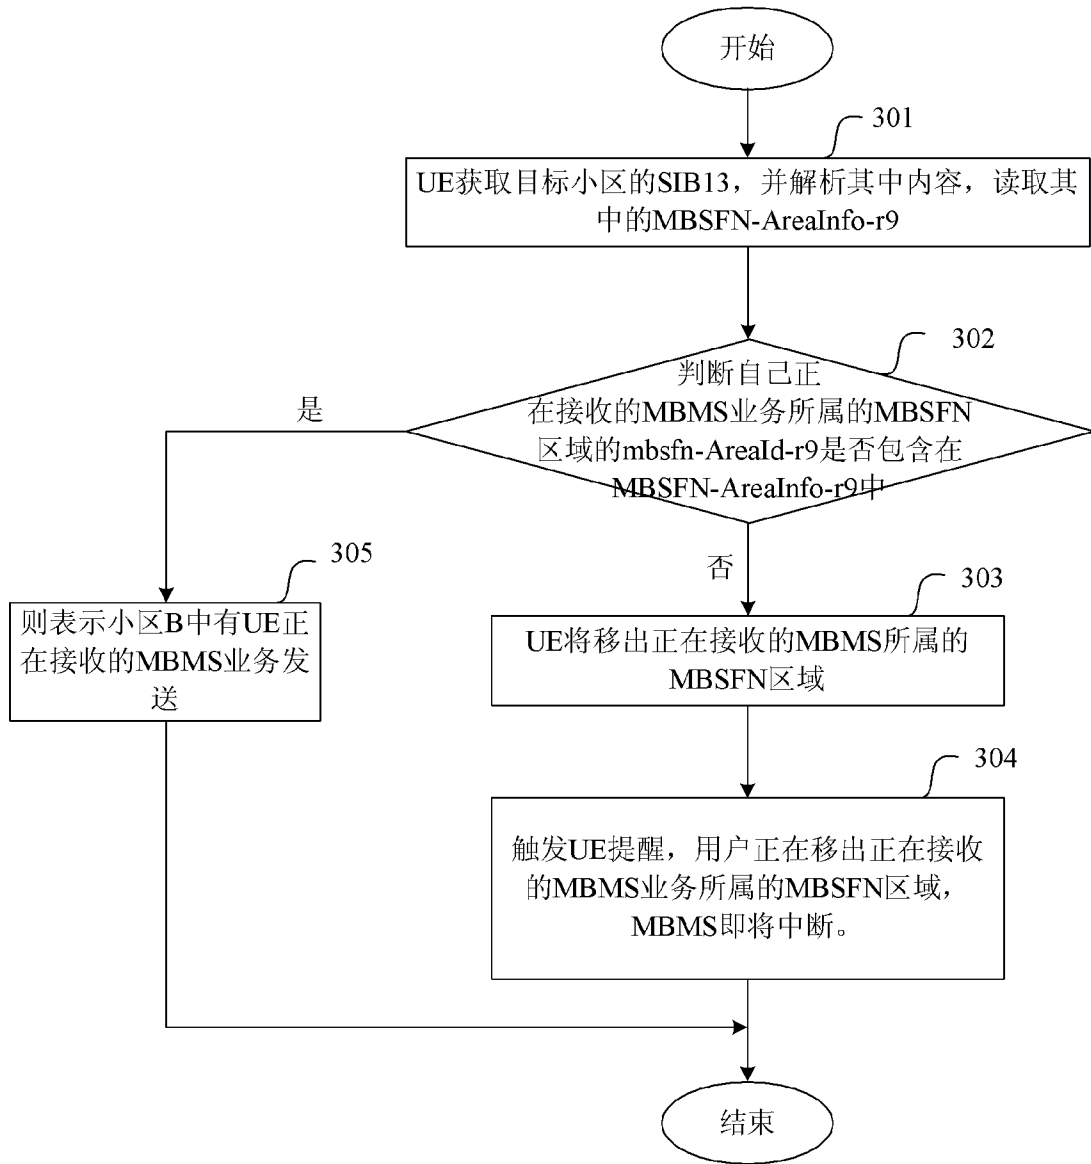 开始
301
UE获取目标小区的SIB13，并解析其中内容，读取其
中的MBSFN-AreaInfo-r9
302
判断自己正
在接收的MBMS业务所属的MBSFN
区域的mbsfn-AreaId-r9是否包含在
MBSFN-AreaInfo-r9中
是
否
305
则表示小区B中有UE正
在接收的MBMS业务发
送
303
UE将移出正在接收的MBMS所属的
MBSFN区域
304
触发UE提醒，用户正在移出正在接收
的MBMS业务所属的MBSFN区域，
MBMS即将中断。
结束